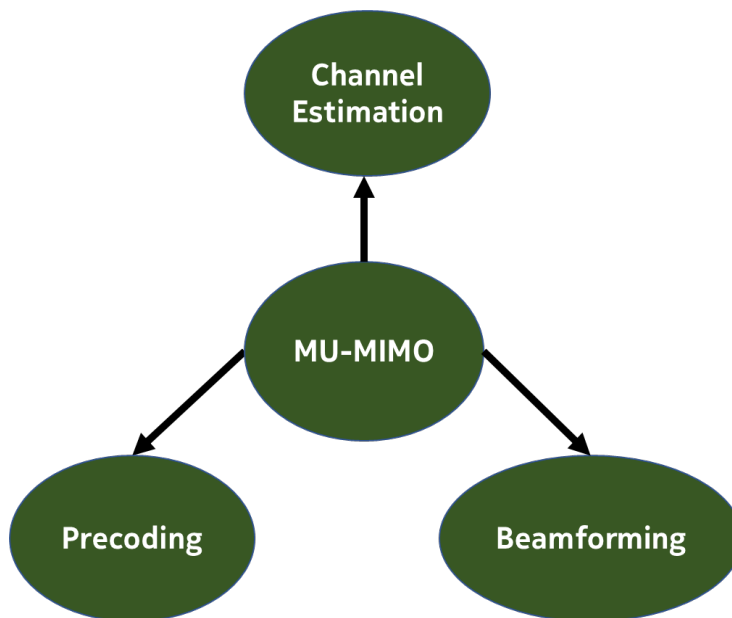 Channel
Estimation
MU-MIMO
Precoding
Beamforming